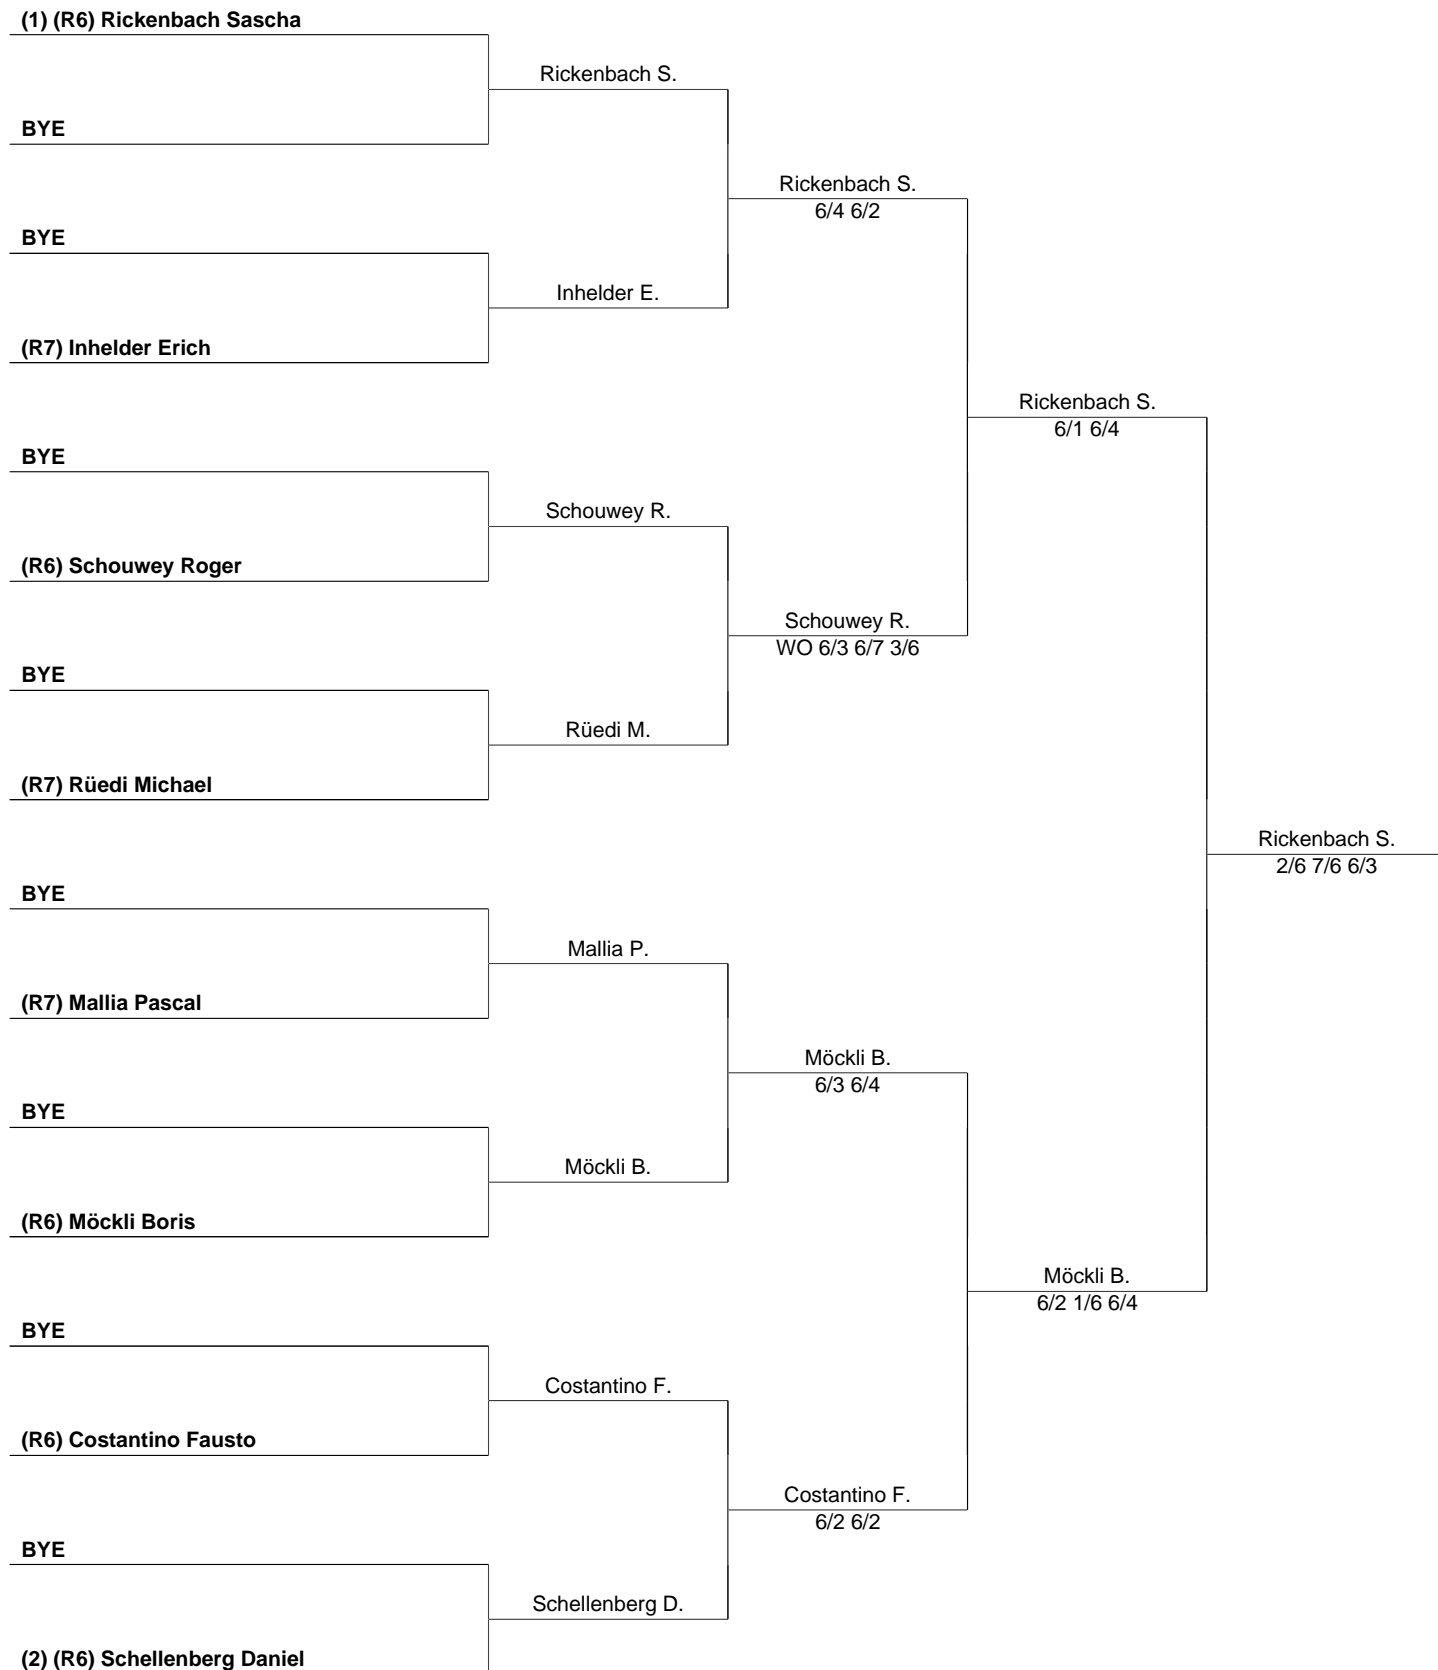 (1) (R6) Rickenbach Sascha
Rickenbach S.
BYE
Rickenbach S.
6/4 6/2
BYE
Inhelder E.
(R7) Inhelder Erich
Rickenbach S.
6/1 6/4
BYE
Schouwey R.
(R6) Schouwey Roger
Schouwey R.
WO 6/3 6/7 3/6
BYE
Rüedi M.
(R7) Rüedi Michael
Rickenbach S.
2/6 7/6 6/3
BYE
Mallia P.
(R7) Mallia Pascal
Möckli B.
6/3 6/4
BYE
Möckli B.
(R6) Möckli Boris
Möckli B.
6/2 1/6 6/4
BYE
Costantino F.
(R6) Costantino Fausto
Costantino F.
6/2 6/2
BYE
Schellenberg D.
(2) (R6) Schellenberg Daniel